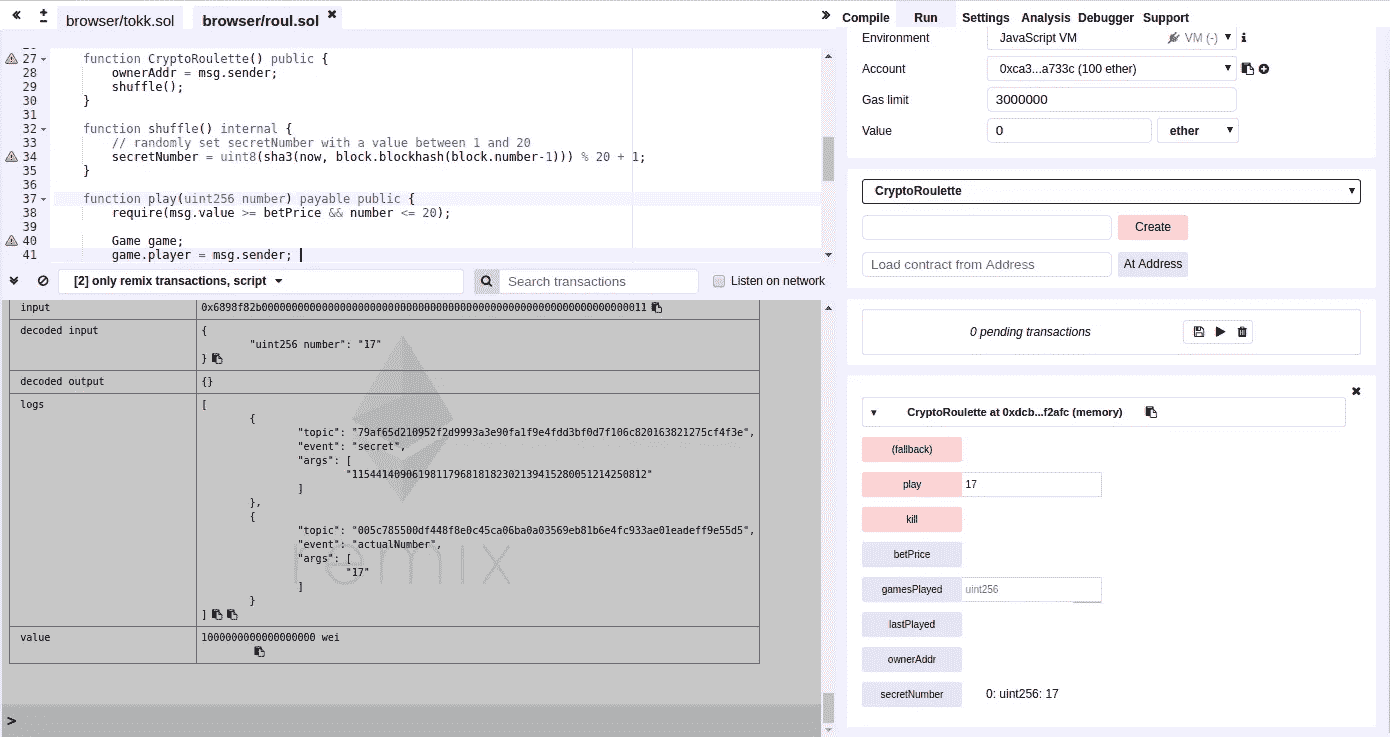 browser/tokk.sol browser/roul.sol
Compile Run Settings Analysis Debugger Support
27 function CryptoRoulette() public {
28 ownerAddr = msg.sender;
29 shuffle();
30 }
31
32 function shuffle() internal {
33 // randomly set secretNumber with a value between 1 and 20
34 secretNumber = uint8(sha3(now, block.blockhash(block.number-1))) % 20 + 1;
35 }
36
37 function play(uint256 number) payable public {
38 require(msg.value >= betPrice && number <= 20);
39
40 Game game;
41 game.player = msg.sender;
[2] only remix transactions, script
Search transactions
Listen on network
input
decoded input {
"uint256 number": "17"
}
decoded output {}
logs [
{
"topic": "79af65d210952f2d9993a3e90fa1f9e4fdd3bf0d7f106c820163821275cf4f3e",
"event": "secret",
"args": [
"115441409061981179681818230213941528005121425081​2"
]
},
{
"topic": "005c785500df448f8e0c45ca06ba0a03569eb81b6e4fc933ae01eadeff9e55d5",
"event": "actualNumber",
"args": [
"17"
]
}
]
remix
value 1000000000000000000 wei
>
Environment JavaScript VM VM (-)
Account 0xca3...a733c (100 ether)
Gas limit 3000000
Value 0 ether
CryptoRoulette
Create
Load contract from Address At Address
0 pending transactions
CryptoRoulette at 0xdcb...f2afc (memory)
(fallback)
play 17
kill
betPrice
gamesPlayed uint256
lastPlayed
ownerAddr
secretNumber 0: uint256: 17